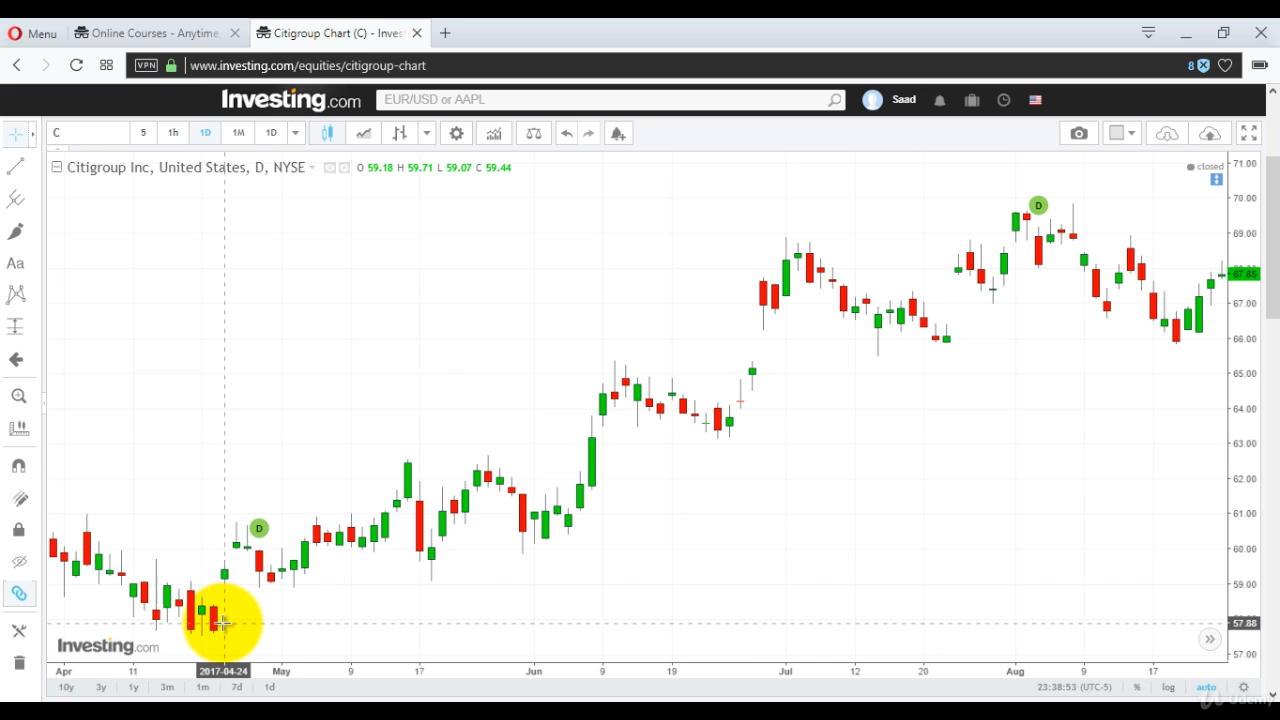 Menu
Online Courses - Anytime,
Citigroup Chart (C) - Inves
VPN
www.investing.com/equities/citigroup-chart
8
Investing.com
EUR/USD or AAPL
Saad
C
5
1h
1D
1M
1D
Citigroup Inc, United States, D, NYSE
O 59.18 H 59.71 L 59.07 C 59.44
closed
71.00
70.00
69.00
67.85
67.00
66.00
65.00
64.00
63.00
62.00
61.00
60.00
59.00
57.88
57.00
Aa
D
D
Investing.com
Apr
11
2017-04-24
May
9
17
Jun
9
19
Jul
12
20
Aug
9
17
10y
3y
1y
3m
1m
7d
1d
23:38:53 (UTC-5)
%
log
auto
Udemy